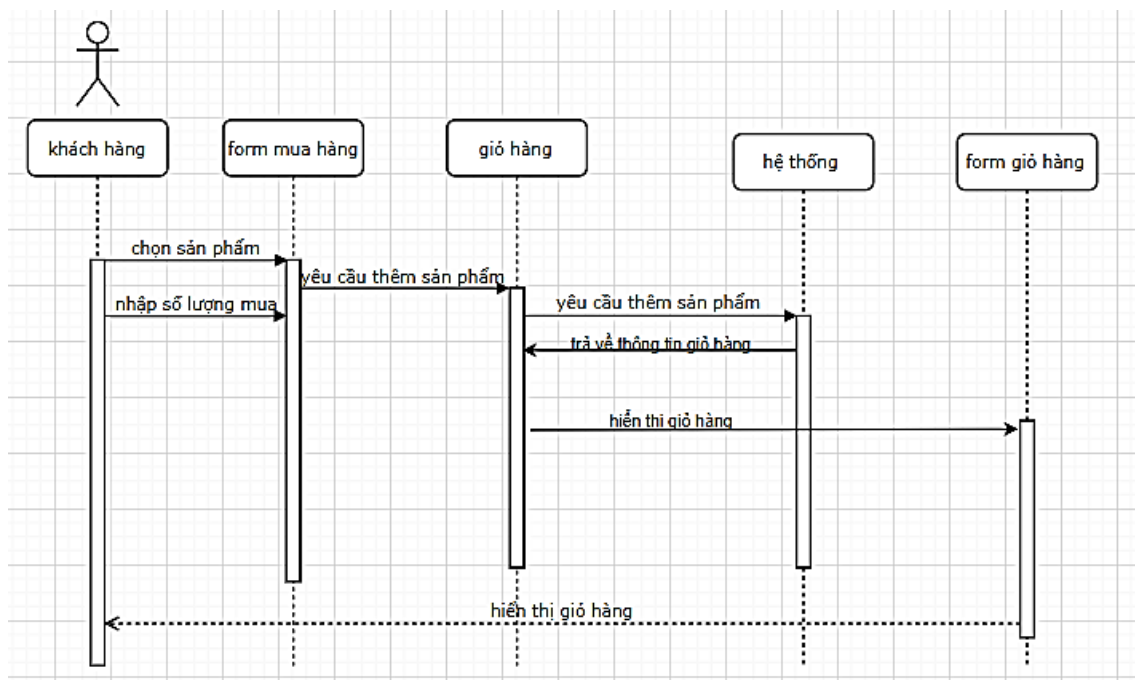 khách hàng
form mua hàng
giỏ hàng
hệ thống
form giỏ hàng
chọn sản phẩm
yêu cầu thêm sản phẩm
nhập số lượng mua
yêu cầu thêm sản phẩm
trả về thông tin giỏ hàng
hiển thi giỏ hàng
hiển thị giỏ hàng